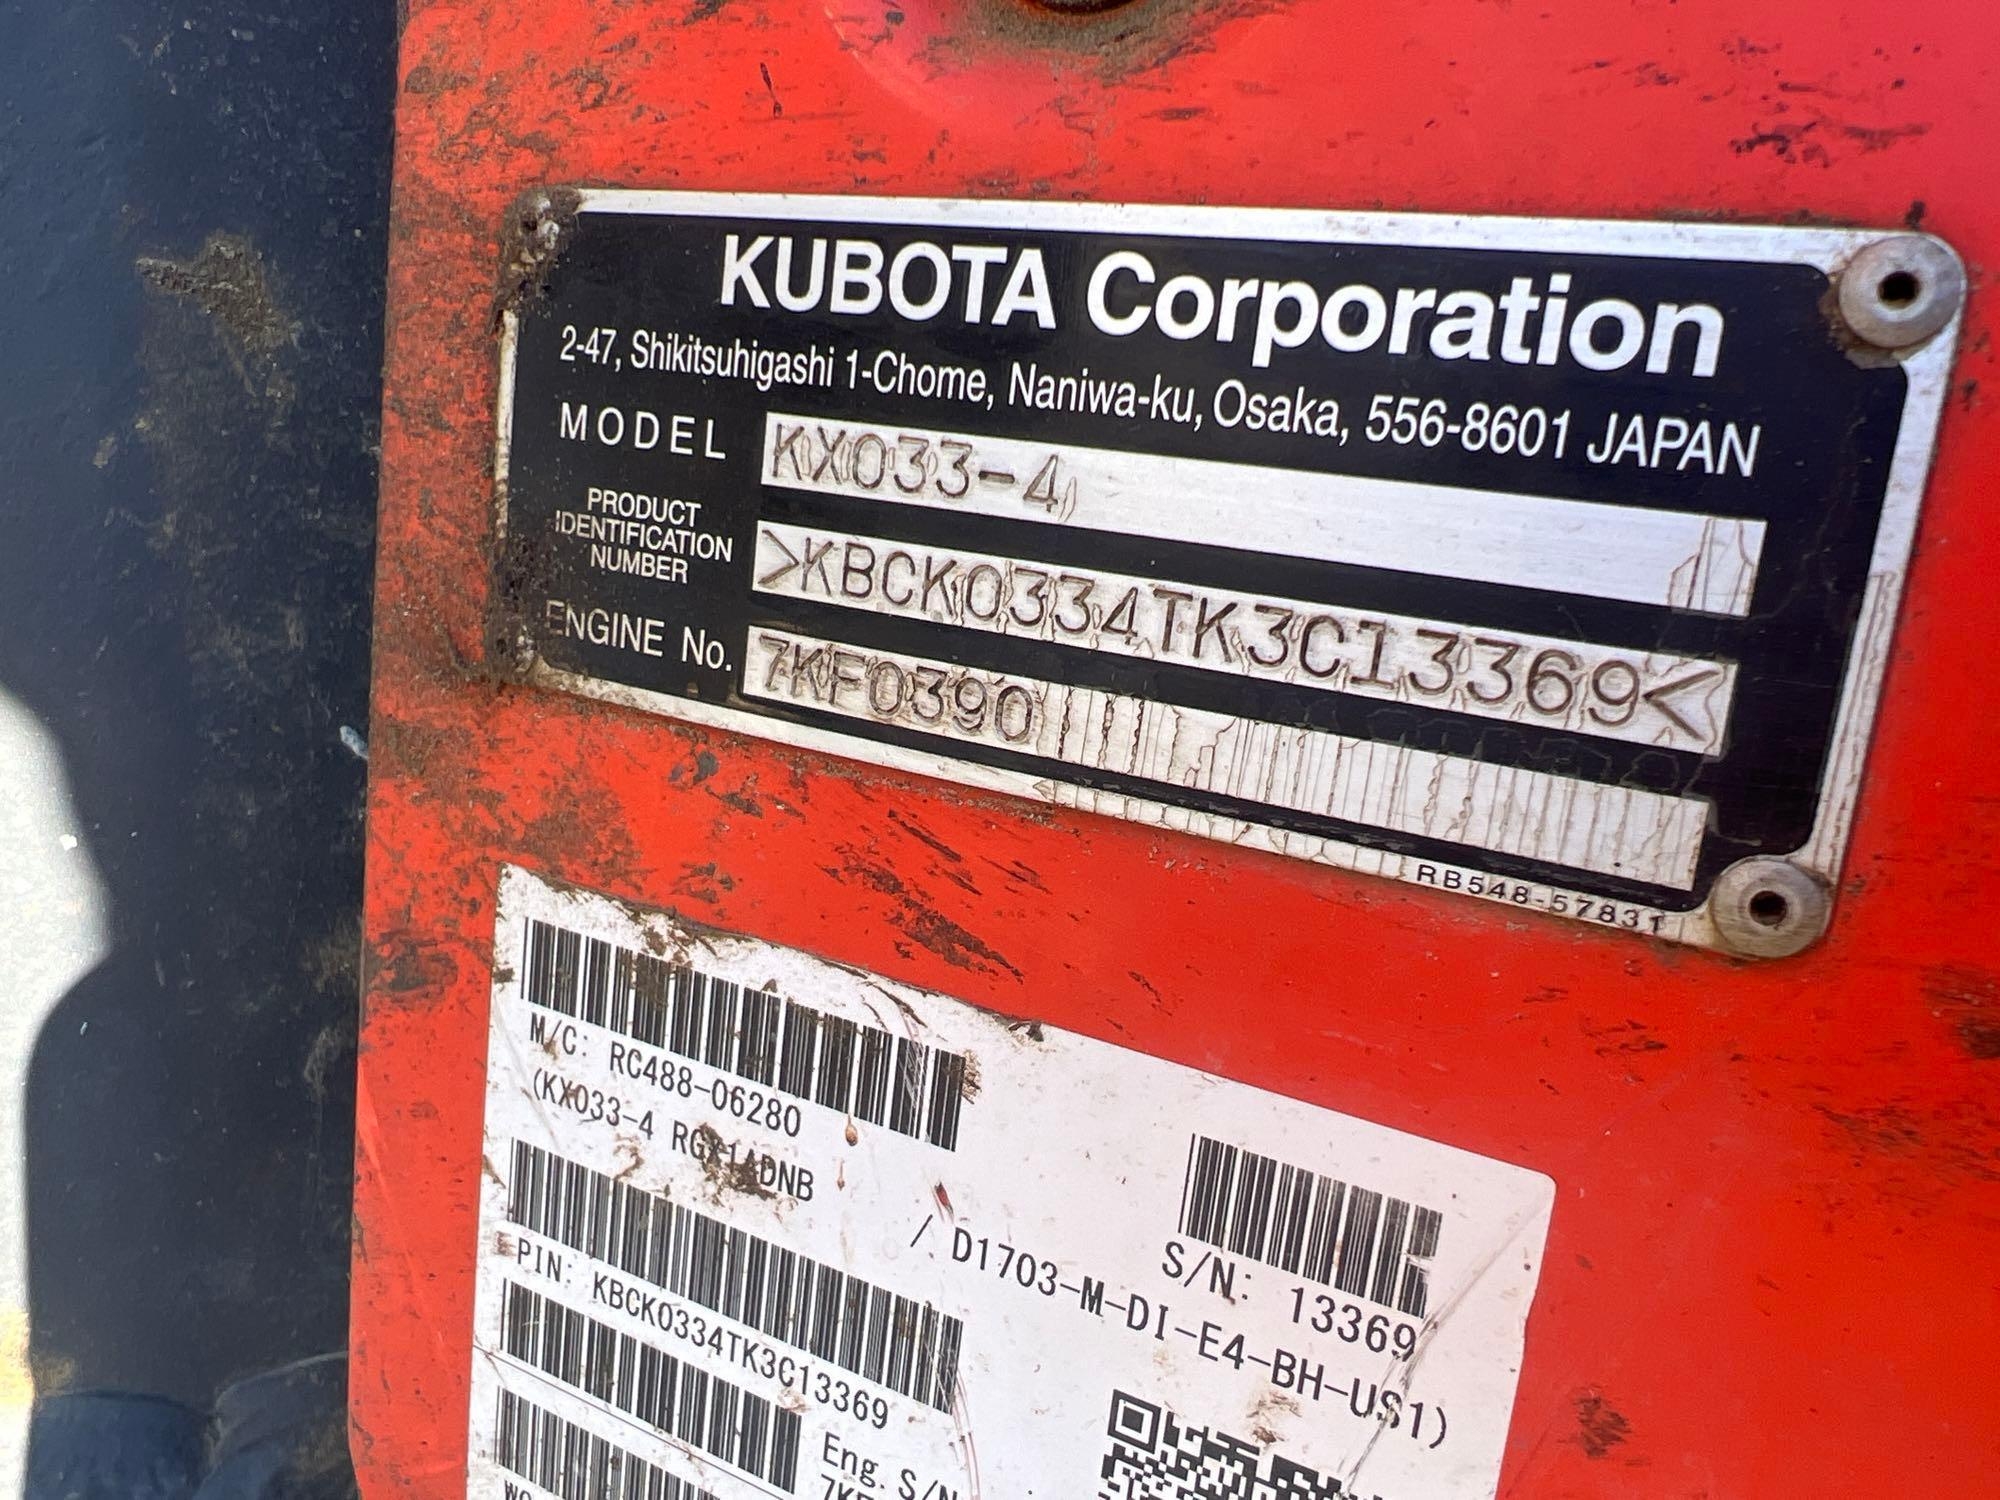 KUBOTA Corporation
2-47, Shikitsuhigashi 1-Chome, Naniwa-ku, Osaka, 556-8601 JAPAN
MODEL KX033-4
PRODUCT
IDENTIFICATION
NUMBER
>KBCK0334TK3C13369<
ENGINE No. 7KF0390
RB548-57831
M/C: RC488-06280
(KX033-4 RGX1ADNB / D1703-M-DI-E4-BH-US1)
S/N: 13369
PIN: KBCK0334TK3C13369
Eng. S/N